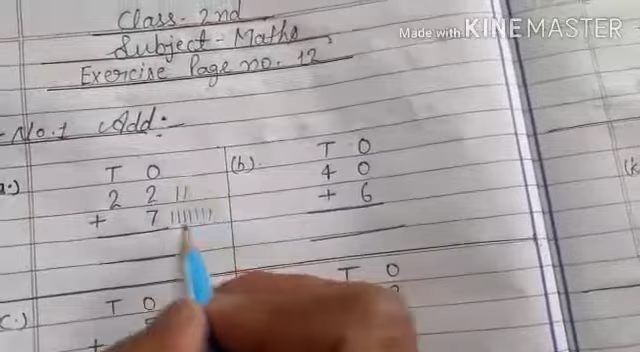 Made with KINEMASTER
Class - 2nd
Subject - Maths
Exercise Page no. 12
No.1 Add:-
a.) T O (b). T O
2 2 || 4 0
+ 7 ||||||| + 6
T O
c.) T O
+